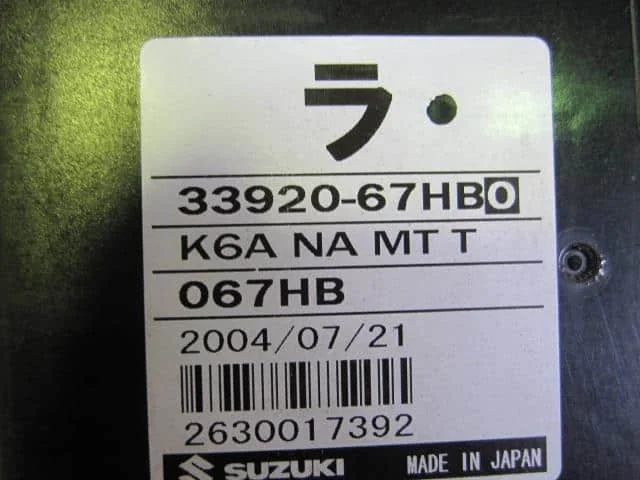 ラ・
33920-67HB0
K6A NA MT T
067HB
2004/07/21
2630017392
SUZUKI MADE IN JAPAN